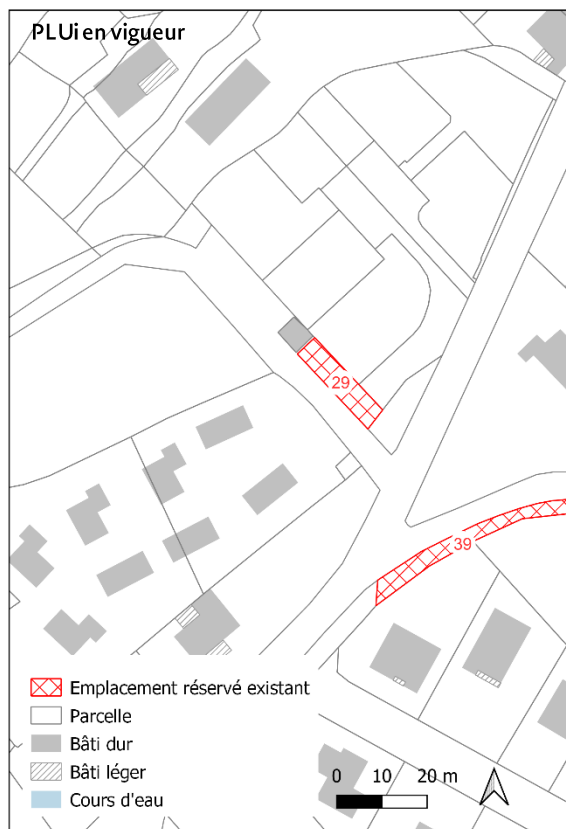 PLUi en vigueur
29
39
Emplacement réservé existant
Parcelle
Bâti dur
Bâti léger
Cours d'eau
0 10 20 m